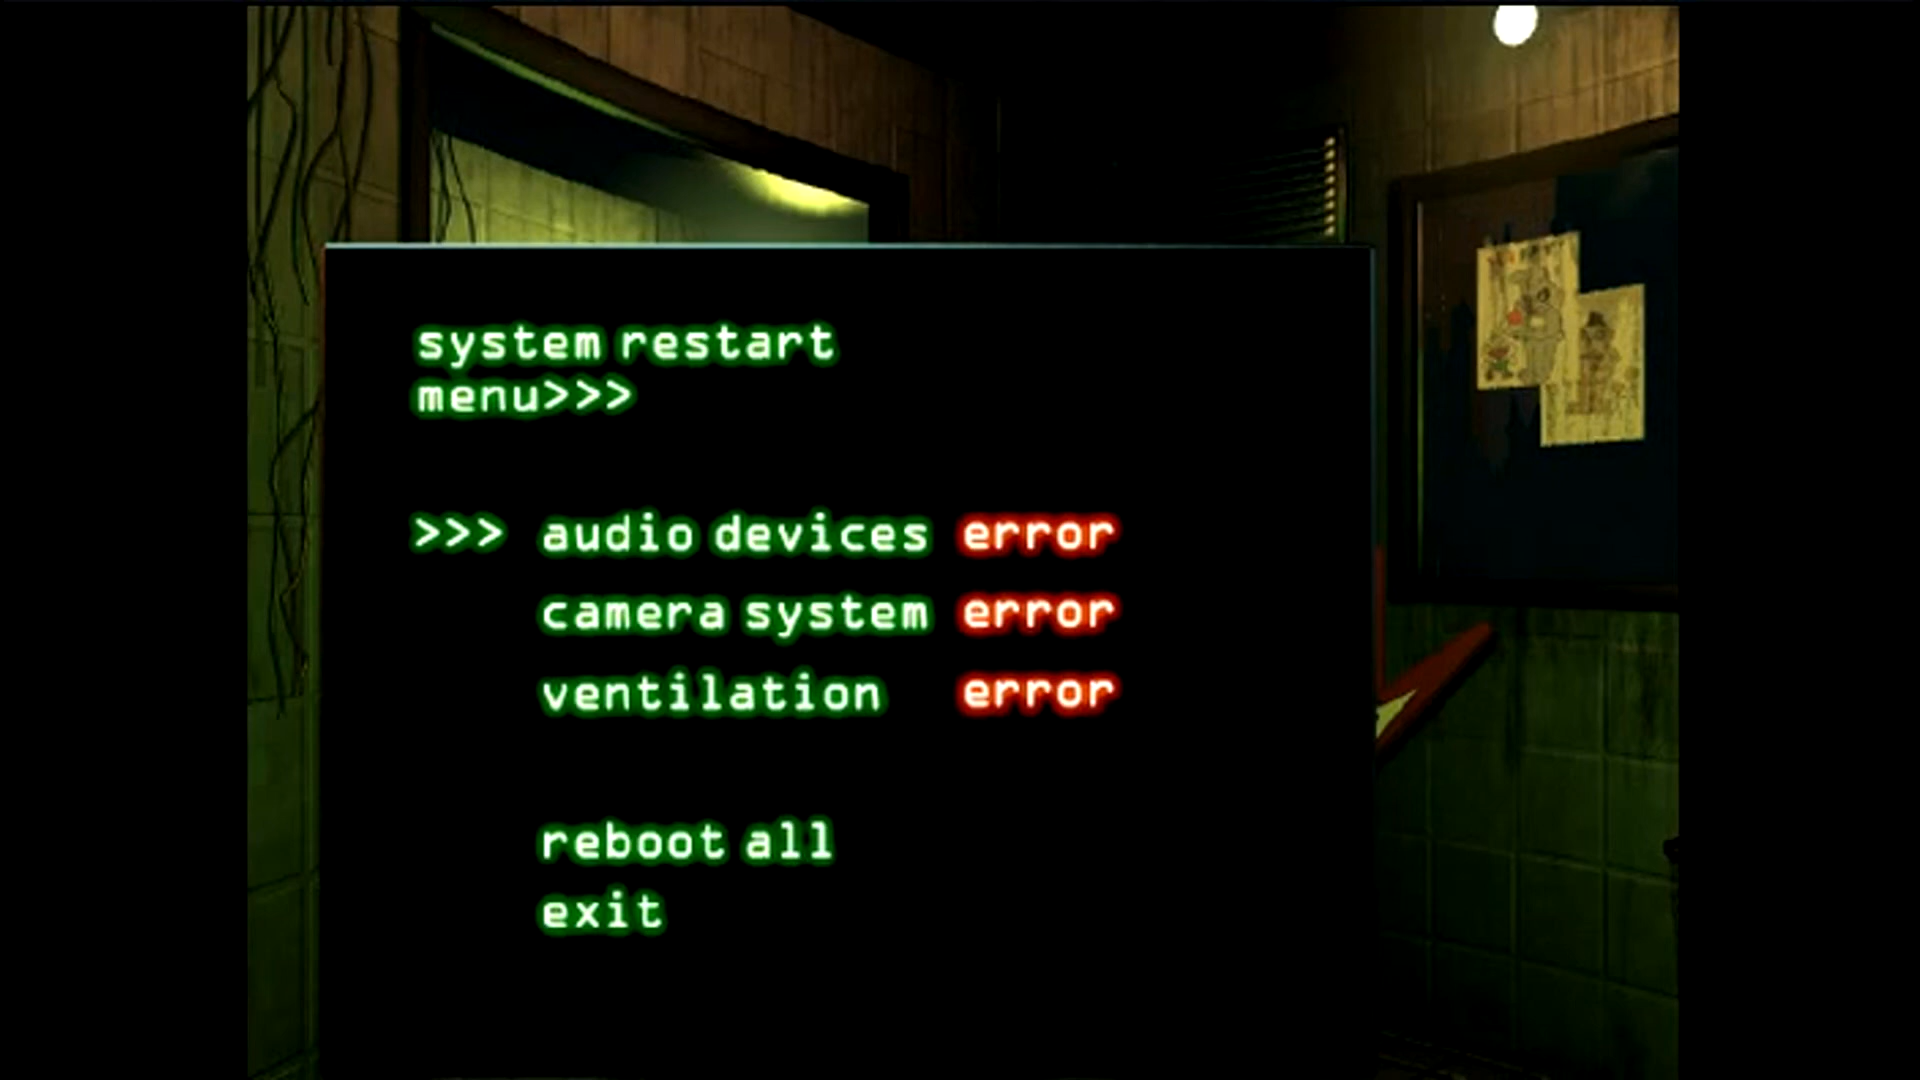 system restart
menu>>>
>>> audio devices error
camera system error
ventilation error
reboot all
exit